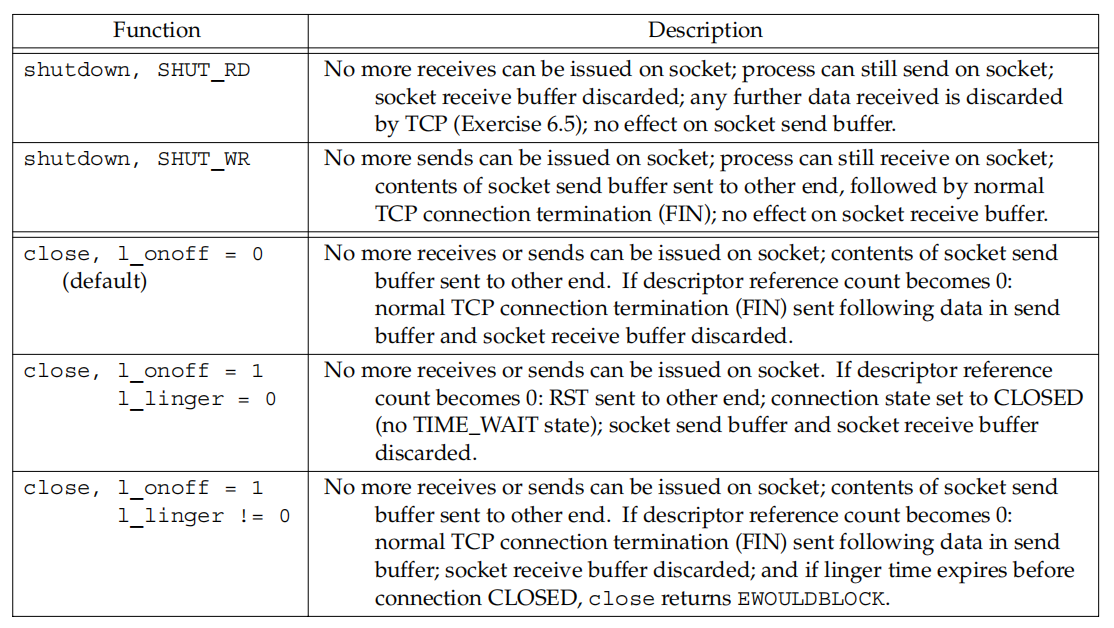 Function Description
shutdown, SHUT_RD No more receives can be issued on socket; process can still send on socket;
socket receive buffer discarded; any further data received is discarded
by TCP (Exercise 6.5); no effect on socket send buffer.
shutdown, SHUT_WR No more sends can be issued on socket; process can still receive on socket;
contents of socket send buffer sent to other end, followed by normal
TCP connection termination (FIN); no effect on socket receive buffer.
close, l_onoff = 0 No more receives or sends can be issued on socket; contents of socket send
(default) buffer sent to other end. If descriptor reference count becomes 0:
normal TCP connection termination (FIN) sent following data in send
buffer and socket receive buffer discarded.
close, l_onoff = 1 No more receives or sends can be issued on socket. If descriptor reference
l_linger = 0 count becomes 0: RST sent to other end; connection state set to CLOSED
(no TIME_WAIT state); socket send buffer and socket receive buffer
discarded.
close, l_onoff = 1 No more receives or sends can be issued on socket; contents of socket send
l_linger != 0 buffer sent to other end. If descriptor reference count becomes 0:
normal TCP connection termination (FIN) sent following data in send
buffer; socket receive buffer discarded; and if linger time expires before
connection CLOSED, close returns EWOULDBLOCK.